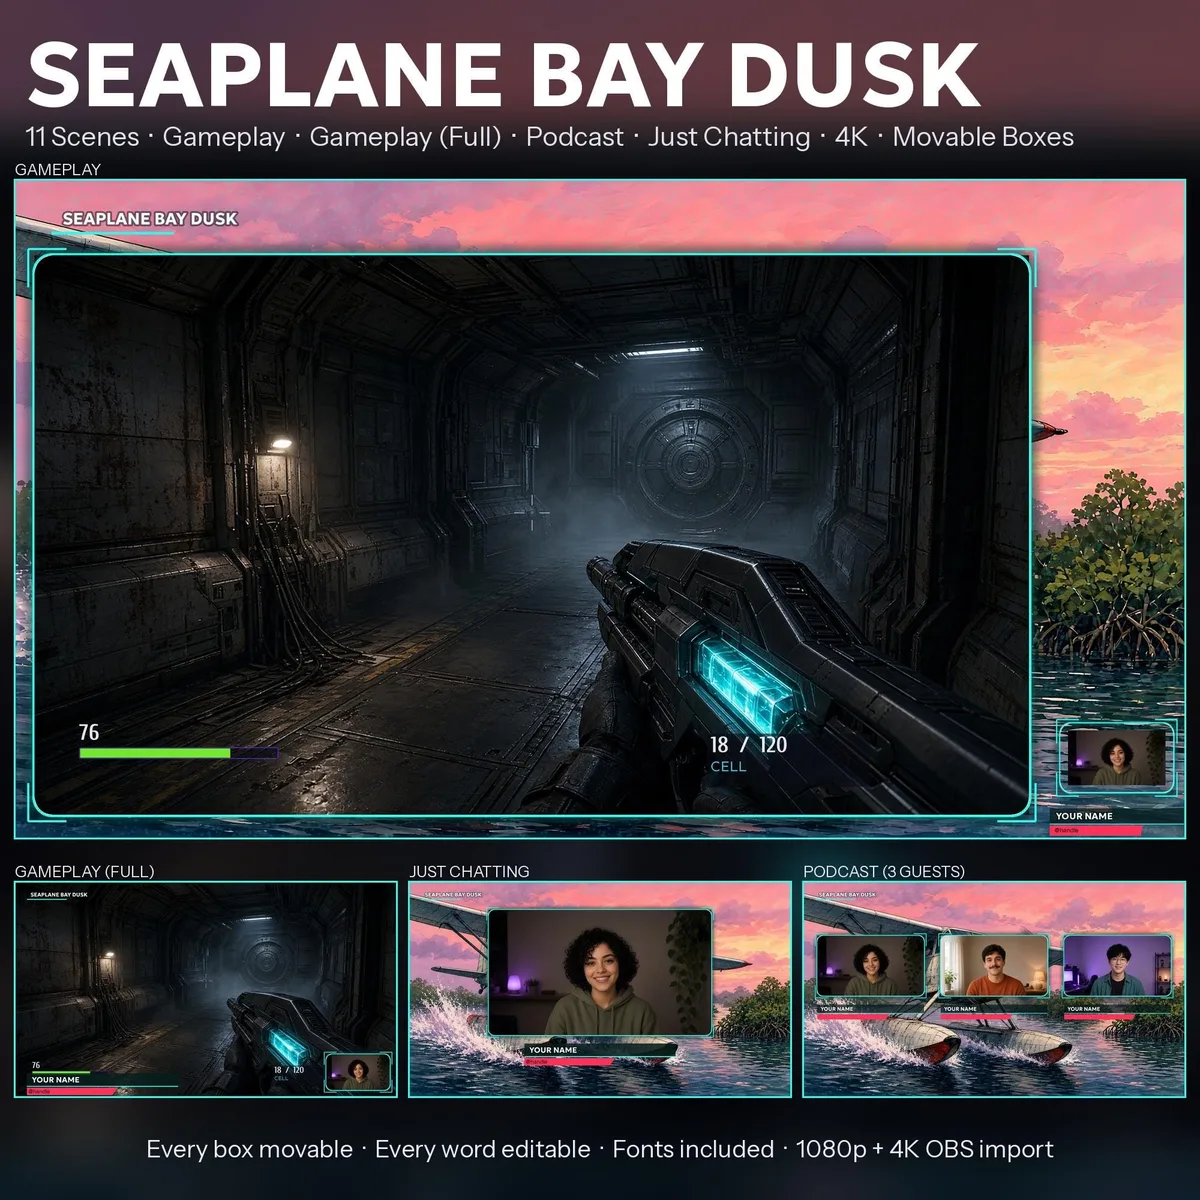 SEAPLANE BAY DUSK
11 Scenes · Gameplay · Gameplay (Full) · Podcast · Just Chatting · 4K · Movable Boxes
GAMEPLAY
SEAPLANE BAY DUSK
76
18 / 120
CELL
YOUR NAME
@handle
GAMEPLAY (FULL)
SEAPLANE BAY DUSK
76
18 / 120
CELL
YOUR NAME
@handle
JUST CHATTING
SEAPLANE BAY DUSK
YOUR NAME
@handle
PODCAST (3 GUESTS)
SEAPLANE BAY DUSK
YOUR NAME
YOUR NAME
YOUR NAME
Every box movable · Every word editable · Fonts included · 1080p + 4K OBS import